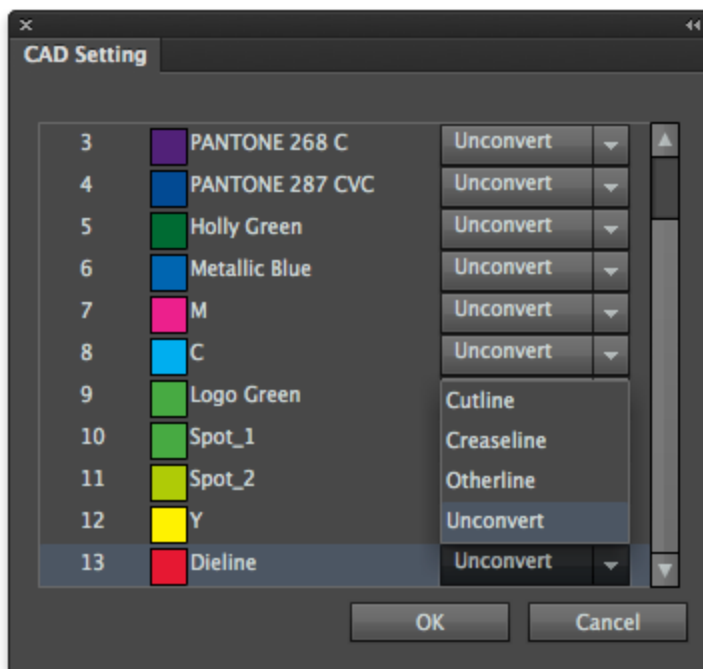 CAD Setting
3 PANTONE 268 C Unconvert
4 PANTONE 287 CVC Unconvert
5 Holly Green Unconvert
6 Metallic Blue Unconvert
7 M Unconvert
8 C Unconvert
9 Logo Green Cutline
10 Spot_1 Creaseline
11 Spot_2 Otherline
12 Y Unconvert
13 Dieline Unconvert
OK Cancel